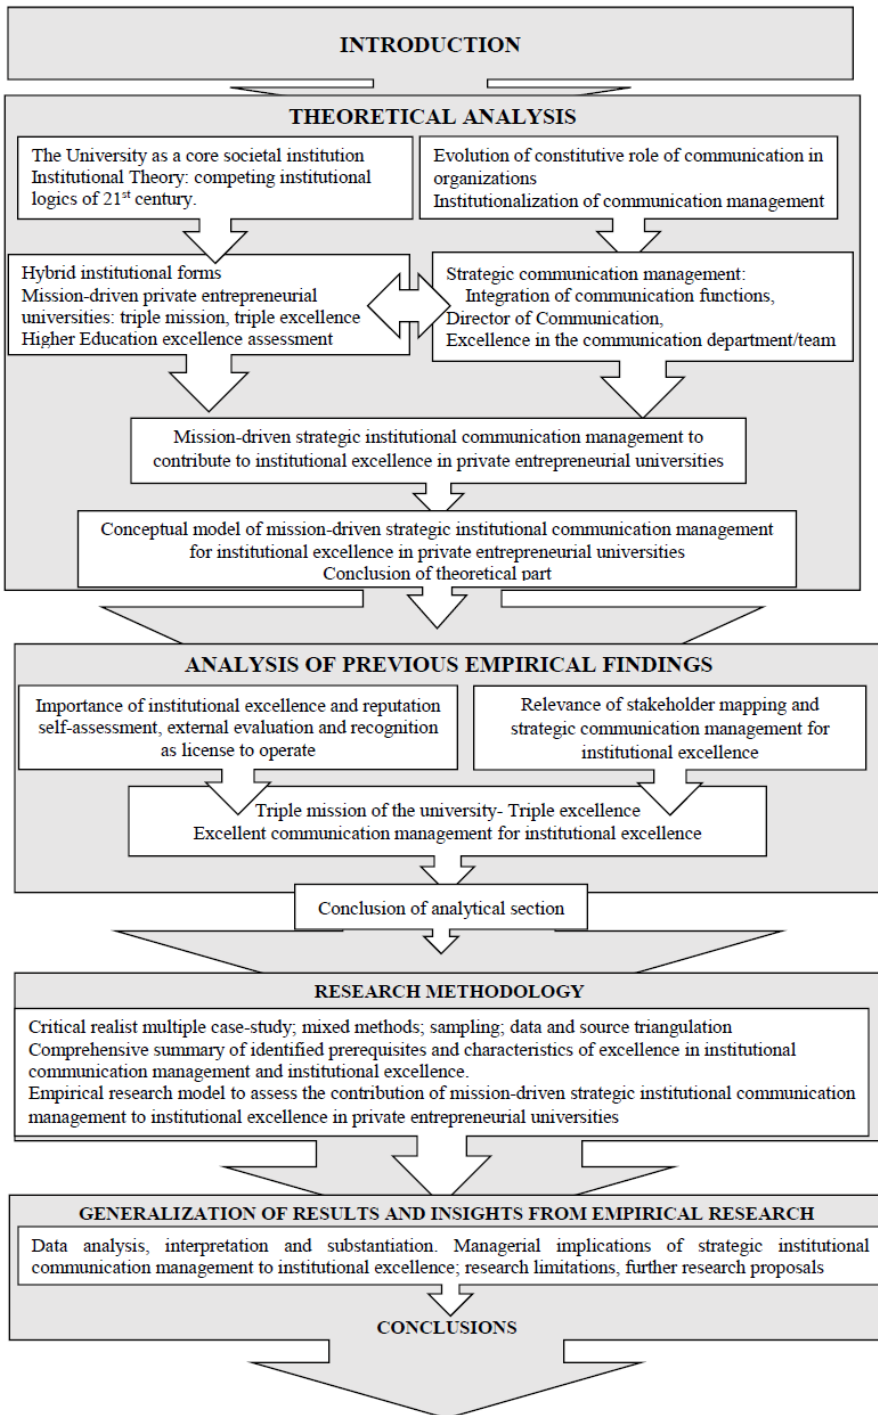 INTRODUCTION
THEORETICAL ANALYSIS
The University as a core societal institution
Institutional Theory: competing institutional
logics of 21st century.
Evolution of constitutive role of communication in
organizations
Institutionalization of communication management
Hybrid institutional forms
Mission-driven private entrepreneurial
universities: triple mission, triple excellence
Higher Education excellence assessment
Strategic communication management:
Integration of communication functions,
Director of Communication,
Excellence in the communication department/team
Mission-driven strategic institutional communication management to
contribute to institutional excellence in private entrepreneurial universities
Conceptual model of mission-driven strategic institutional communication management
for institutional excellence in private entrepreneurial universities
Conclusion of theoretical part
ANALYSIS OF PREVIOUS EMPIRICAL FINDINGS
Importance of institutional excellence and reputation
self-assessment, external evaluation and recognition
as license to operate
Relevance of stakeholder mapping and
strategic communication management for
institutional excellence
Triple mission of the university- Triple excellence
Excellent communication management for institutional excellence
Conclusion of analytical section
RESEARCH METHODOLOGY
Critical realist multiple case-study; mixed methods; sampling; data and source triangulation
Comprehensive summary of identified prerequisites and characteristics of excellence in institutional
communication management and institutional excellence.
Empirical research model to assess the contribution of mission-driven strategic institutional communication
management to institutional excellence in private entrepreneurial universities
GENERALIZATION OF RESULTS AND INSIGHTS FROM EMPIRICAL RESEARCH
Data analysis, interpretation and substantiation. Managerial implications of strategic institutional
communication management to institutional excellence; research limitations, further research proposals
CONCLUSIONS